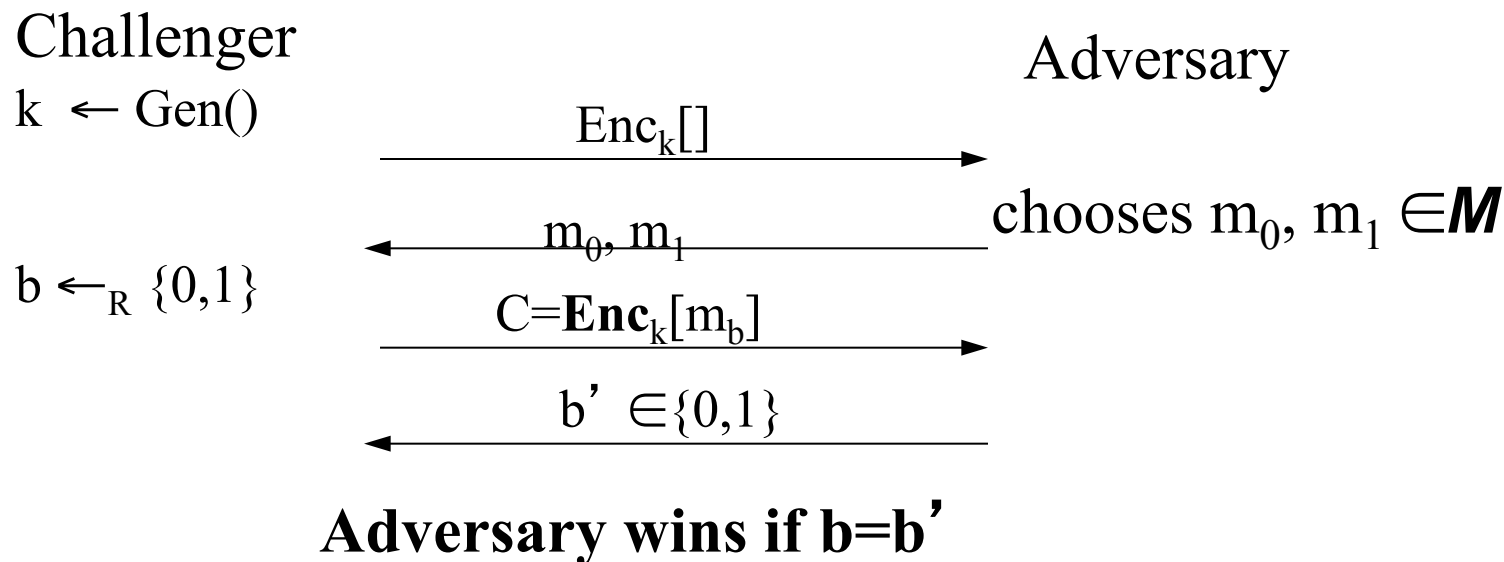 Challenger
Adversary
k ← Gen()
Enc_k[]
chooses m_0, m_1 ∈M
m_0, m_1
b ←_R {0,1}
C=Enc_k[m_b]
b’ ∈{0,1}
Adversary wins if b=b’